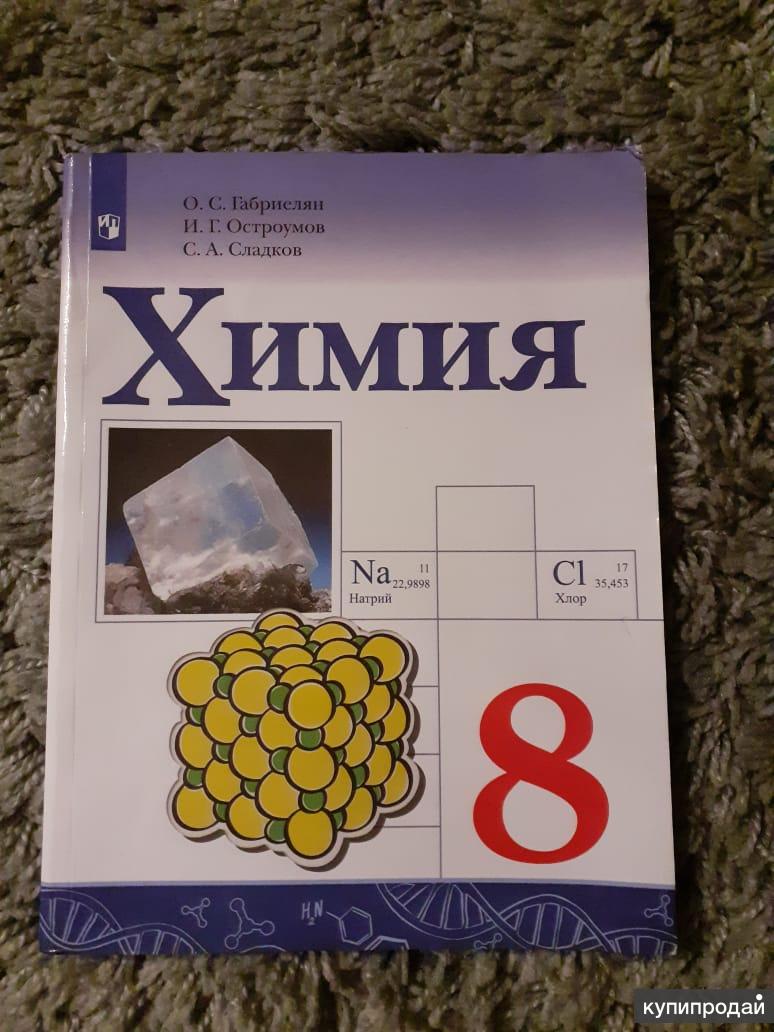 О. С. Габриелян
И. Г. Остроумов
С. А. Сладков
Химия
Na 11 22,9898
Натрий
Cl 17 35,453
Хлор
8
H₂N
купипродай